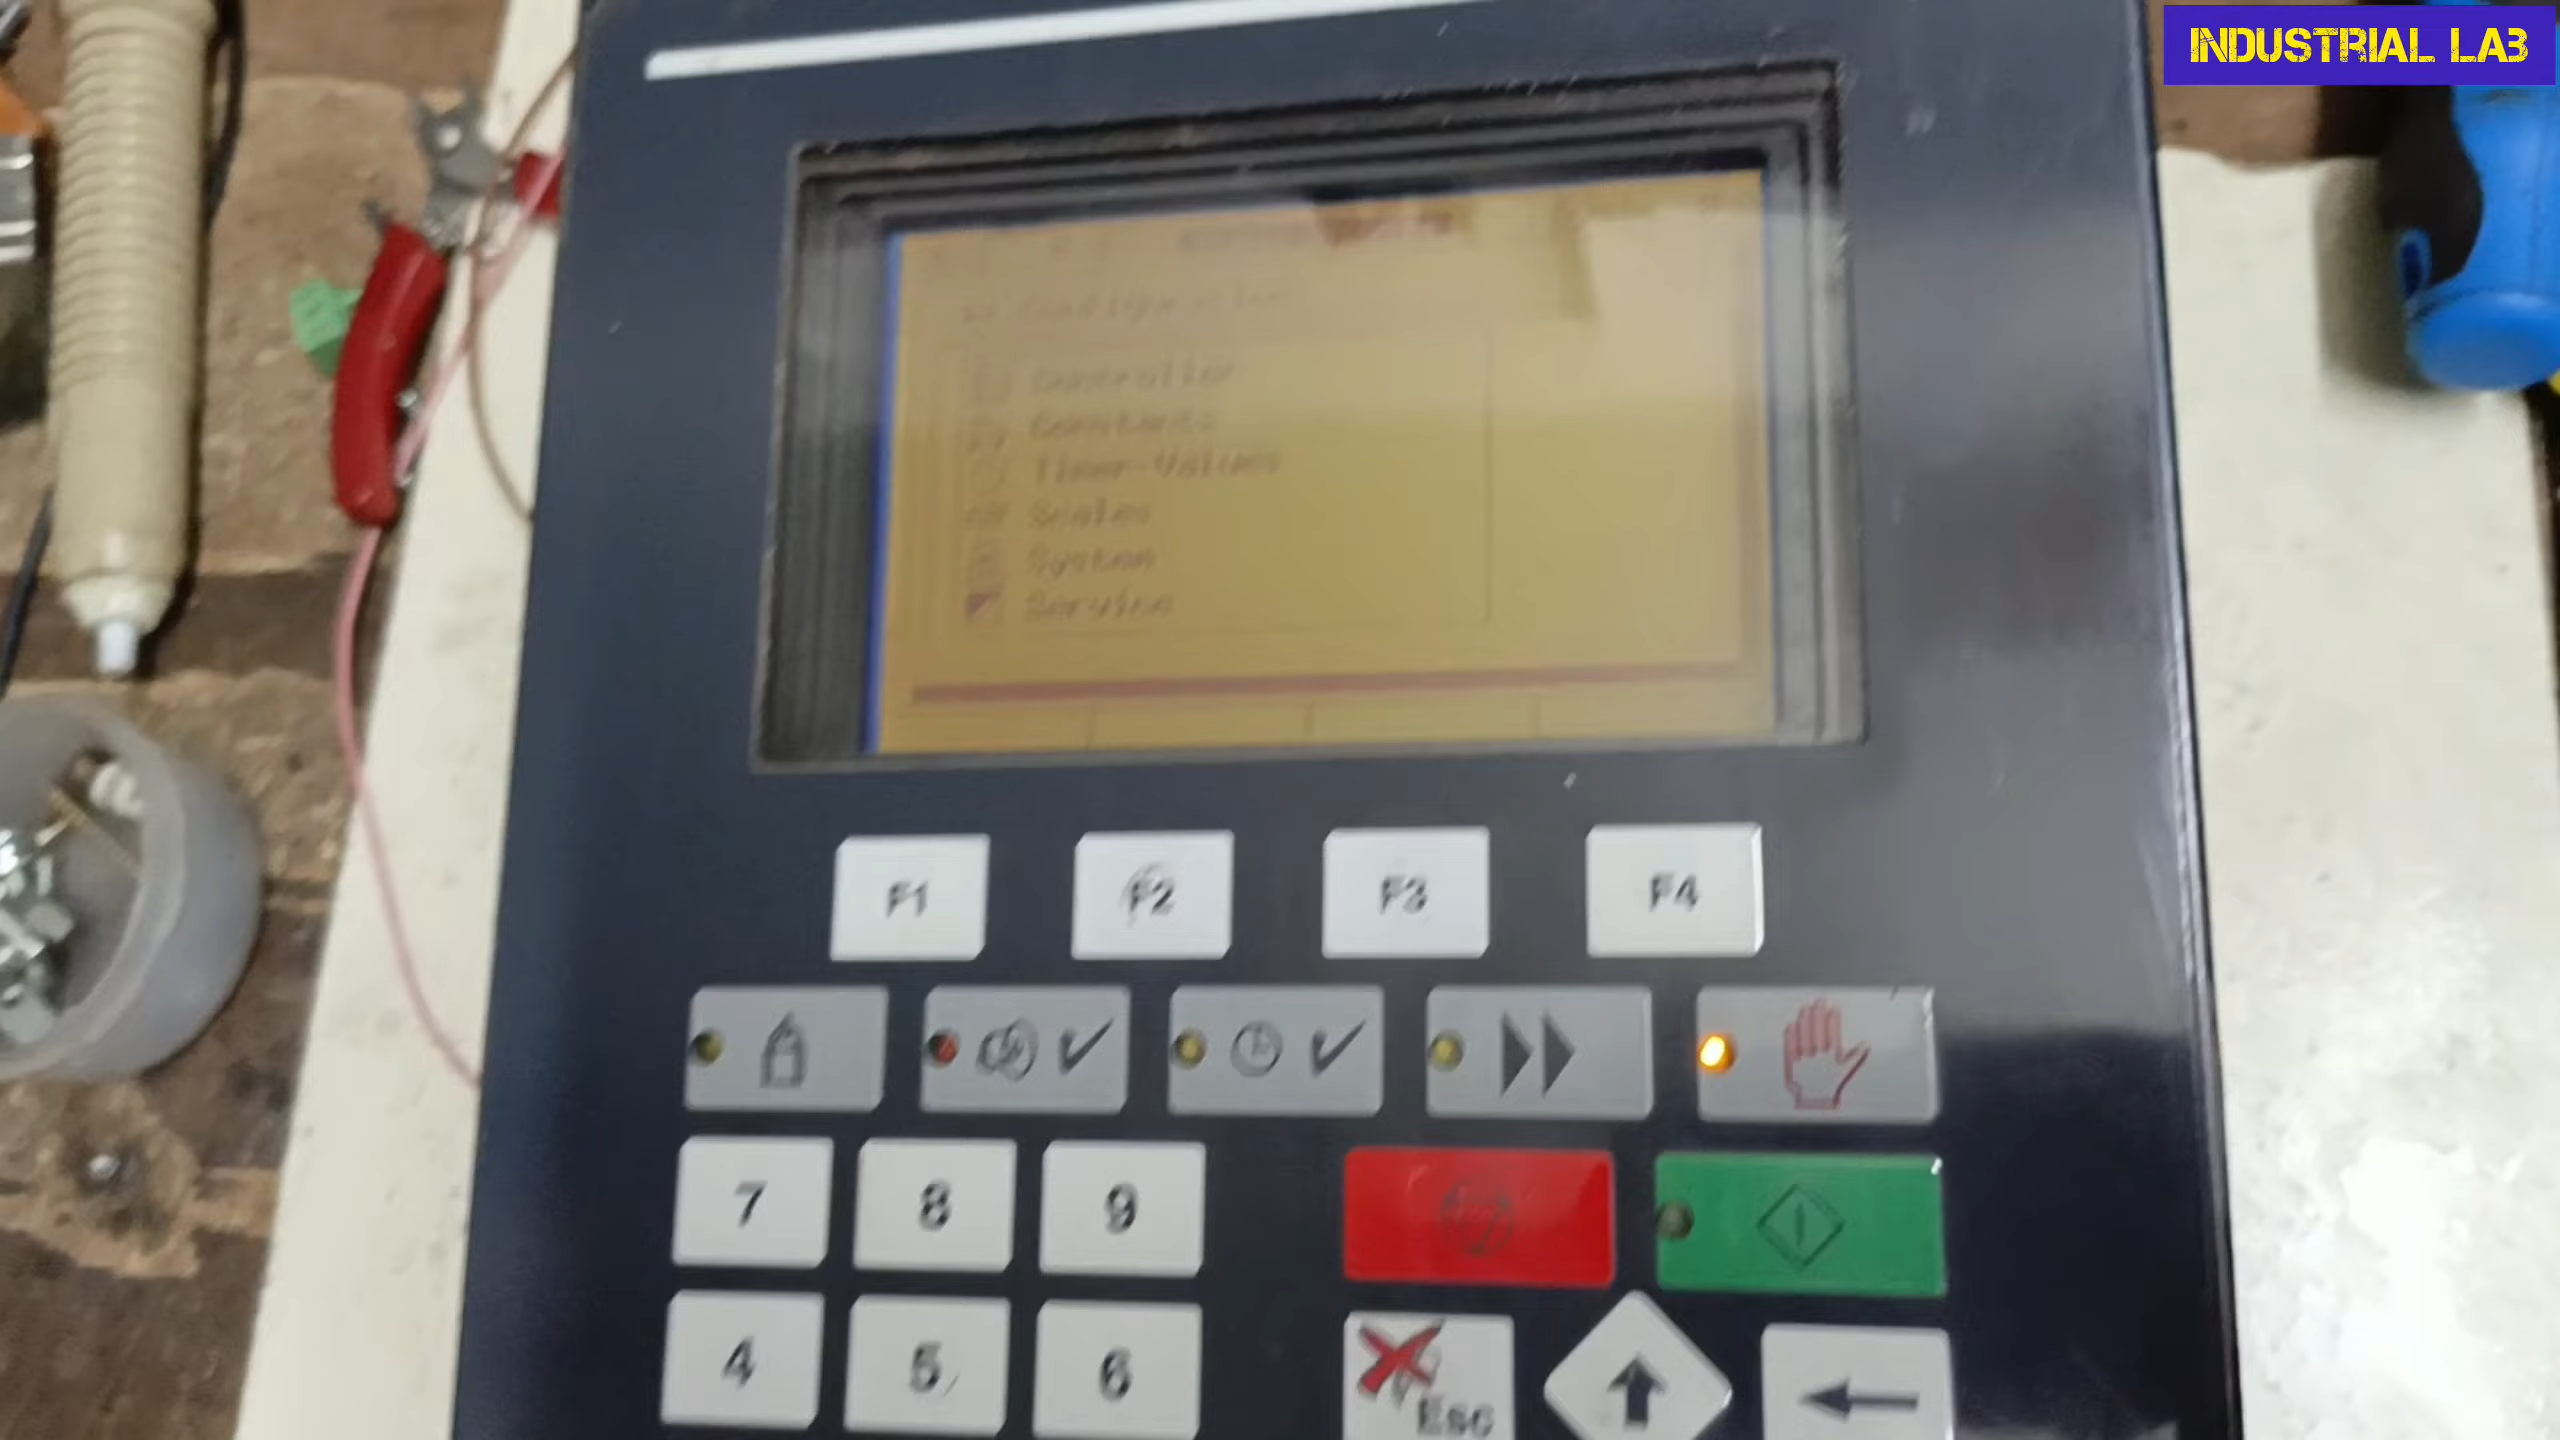 INDUSTRIAL LAB
Configuration
Controller
Constants
Timer-Values
Scales
System
Service
F1
F2
F3
F4
7
8
9
4
5
6
Esc